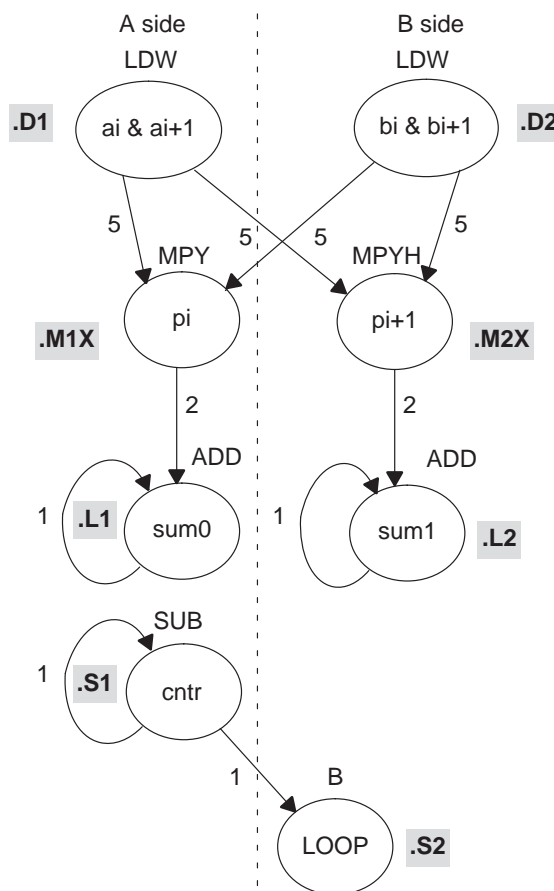 A side
B side
LDW
LDW
.D1
ai & ai+1
bi & bi+1
.D2
5
5
5
5
MPY
MPYH
pi
pi+1
.M1X
.M2X
2
2
ADD
ADD
1
.L1
sum0
1
sum1
.L2
SUB
1
.S1
cntr
1
B
LOOP
.S2